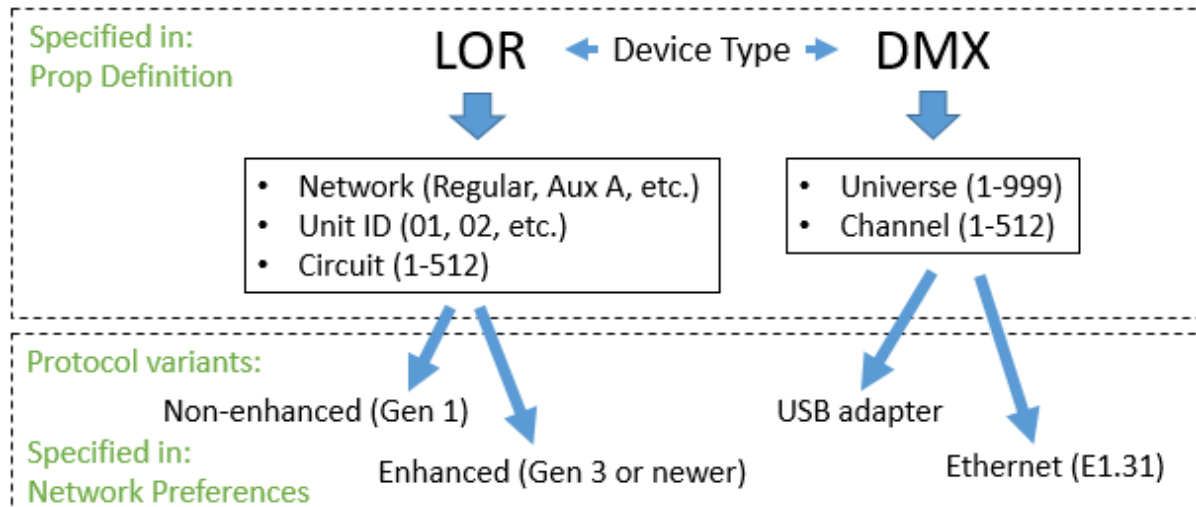 Specified in:
Prop Definition
LOR
Device Type
DMX
• Network (Regular, Aux A, etc.)
• Unit ID (01, 02, etc.)
• Circuit (1-512)
• Universe (1-999)
• Channel (1-512)
Protocol variants:
Non-enhanced (Gen 1)
USB adapter
Specified in:
Network Preferences
Enhanced (Gen 3 or newer)
Ethernet (E1.31)